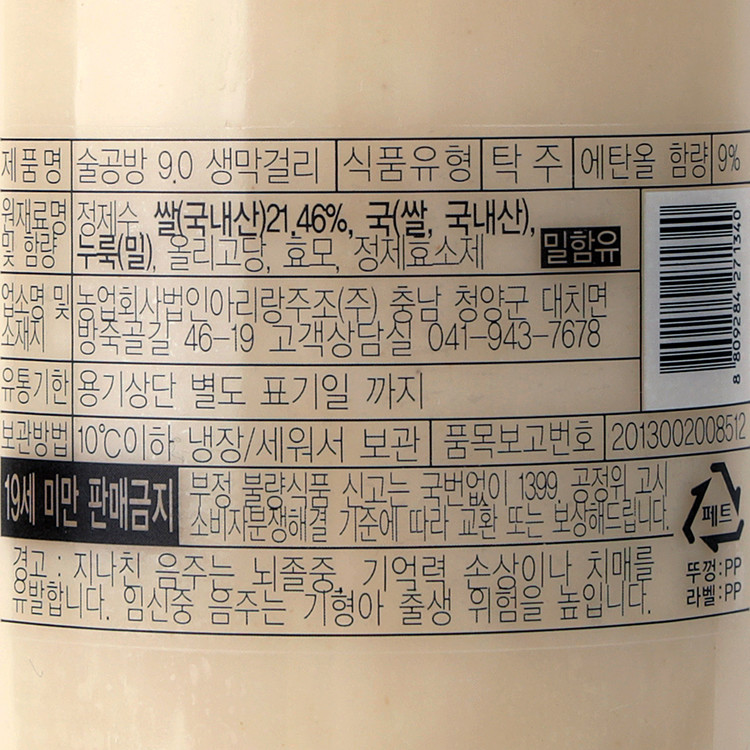 제품명 술공방 9.0 생막걸리 식품유형 탁 주 에탄올 함량 9%
원재료명 및 함량 정제수, 쌀(국내산)21.46%, 국(쌀, 국내산),
누룩(밀), 올리고당, 효모, 정제효소제 밀함유
업소명 및 소재지 농업회사법인아리랑주조(주) 충남 청양군 대치면
방죽골길 46-19 고객상담실 041-943-7678
8 809284 271340
유통기한 용기상단 별도 표기일 까지
보관방법 10℃이하 냉장/세워서 보관 품목보고번호 2013002008512
19세 미만 판매금지
부정 불량식품 신고는 국번없이 1399, 공정위 고시
소비자분쟁해결 기준에 따라 교환 또는 보상해드립니다.
경고 : 지나친 음주는 뇌졸중, 기억력 손상이나 치매를
유발합니다. 임신중 음주는 기형아 출생 위험을 높입니다.
페트
뚜껑:PP
라벨:PP